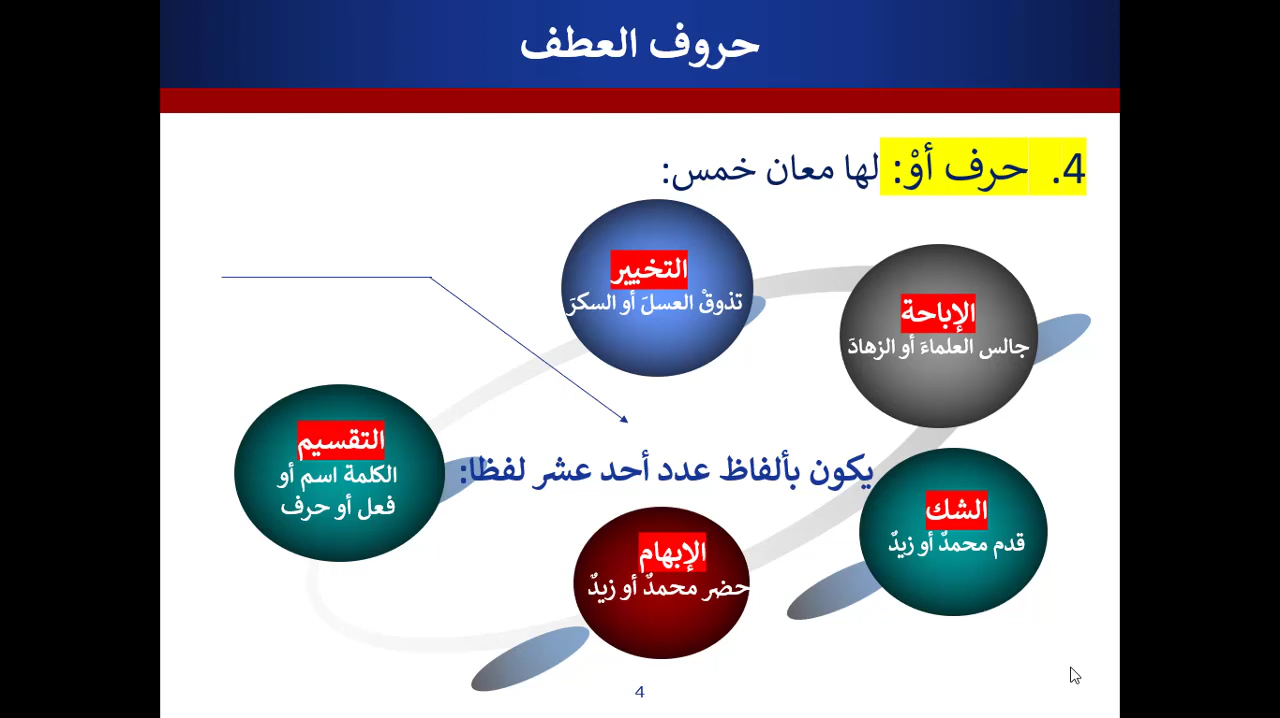 حروف العطف
4. حرف أوْ: لها معان خمس:
التخيير
تذوقْ العسلَ أو السكرَ
الإباحة
جالس العلماءَ أو الزهادَ
التقسيم
الكلمة اسم أو
فعل أو حرف
يكون بألفاظ عدد أحد عشر لفظا:
الشك
قدم محمدٌ أو زيدٌ
الإبهام
حضر محمدٌ أو زيدٌ
4